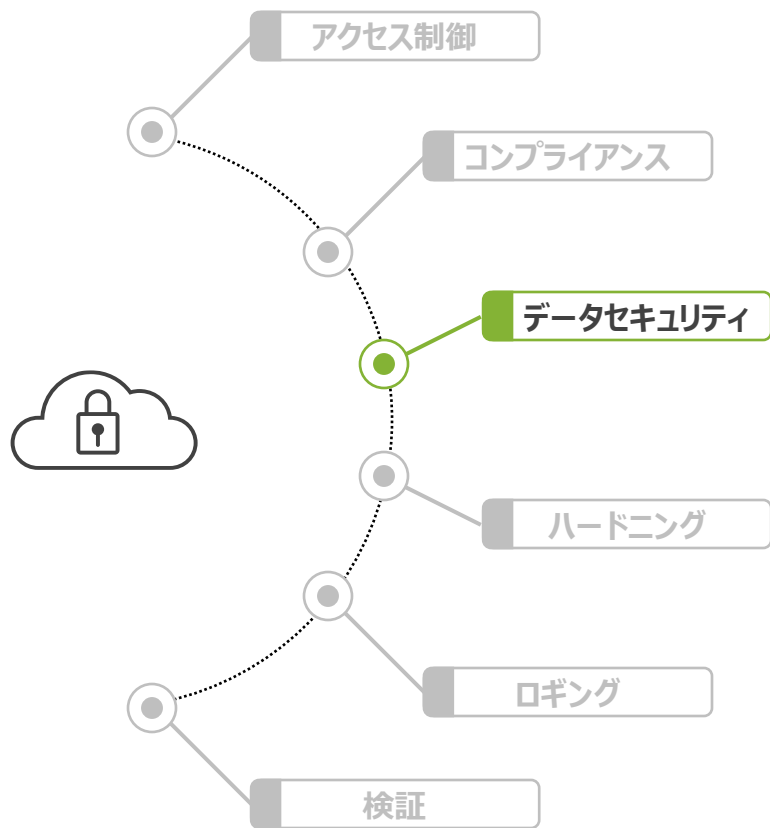 アクセス制御
コンプライアンス
データセキュリティ
ハードニング
ロギング
検証